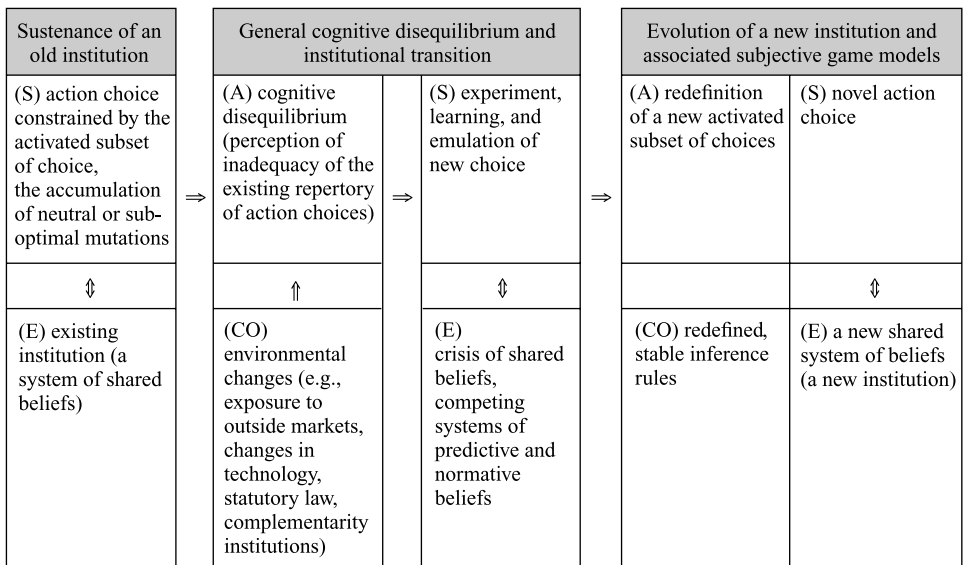 Sustenance of an
old institution
General cognitive disequilibrium and
institutional transition
Evolution of a new institution and
associated subjective game models
(S) action choice
constrained by the
activated subset
of choice,
the accumulation
of neutral or sub-
optimal mutations
⇒
(A) cognitive
disequilibrium
(perception of
inadequacy of the
existing repertory
of action choices)
⇒
(S) experiment,
learning, and
emulation of
new choice
⇒
(A) redefinition
of a new activated
subset of choices
(S) novel action
choice
⇕
⇑
⇕
⇕
(E) existing
institution (a
system of shared
beliefs)
(CO)
environmental
changes (e.g.,
exposure to
outside markets,
changes in
technology,
statutory law,
complementarity
institutions)
(E)
crisis of shared
beliefs,
competing
systems of
predictive and
normative
beliefs
(CO) redefined,
stable inference
rules
(E) a new shared
system of beliefs
(a new institution)